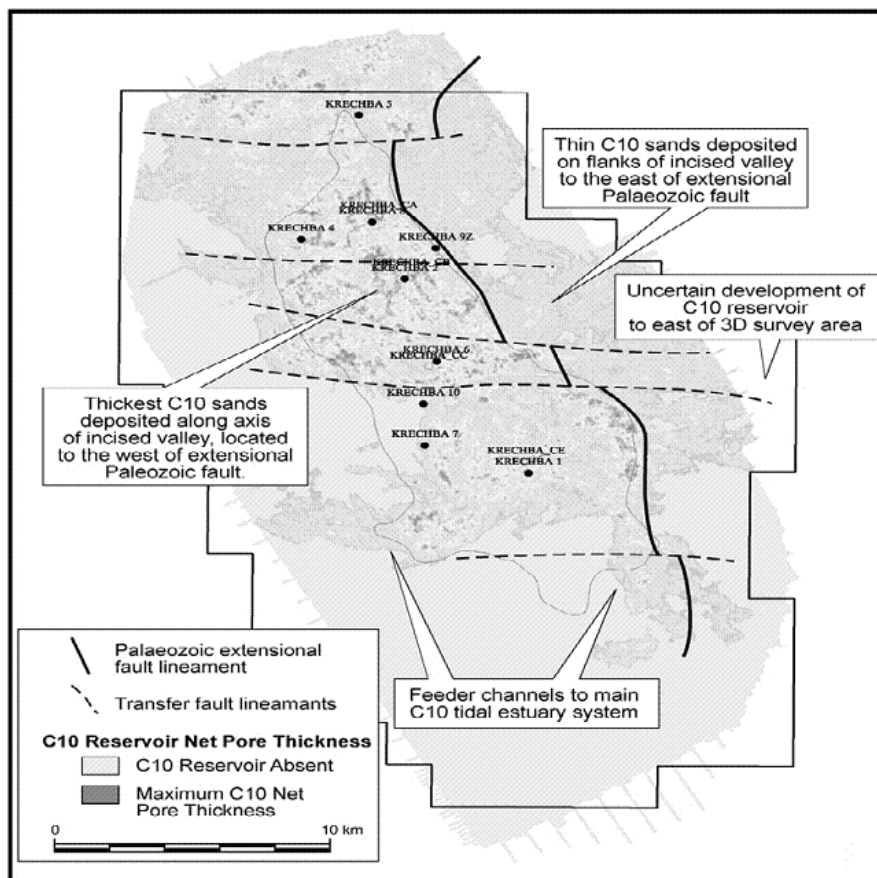 KRECHBA 5
Thin C10 sands deposited
on flanks of incised valley
to the east of extensional
Palaeozoic fault
KRECHBA_CA
KRECHBA 4
KRECHBA 9Z
KRECHBA 2
Uncertain development of
C10 reservoir
to east of 3D survey area
KRECHBA 6
KRECHBA_CC
Thickest C10 sands
deposited along axis
of incised valley, located
to the west of extensional
Paleozoic fault.
KRECHBA 10
KRECHBA 7
KRECHBA_CE
KRECHBA 1
Palaeozoic extensional
fault lineament
Transfer fault lineamants
C10 Reservoir Net Pore Thickness
C10 Reservoir Absent
Maximum C10 Net
Pore Thickness
0
10 km
Feeder channels to main
C10 tidal estuary system